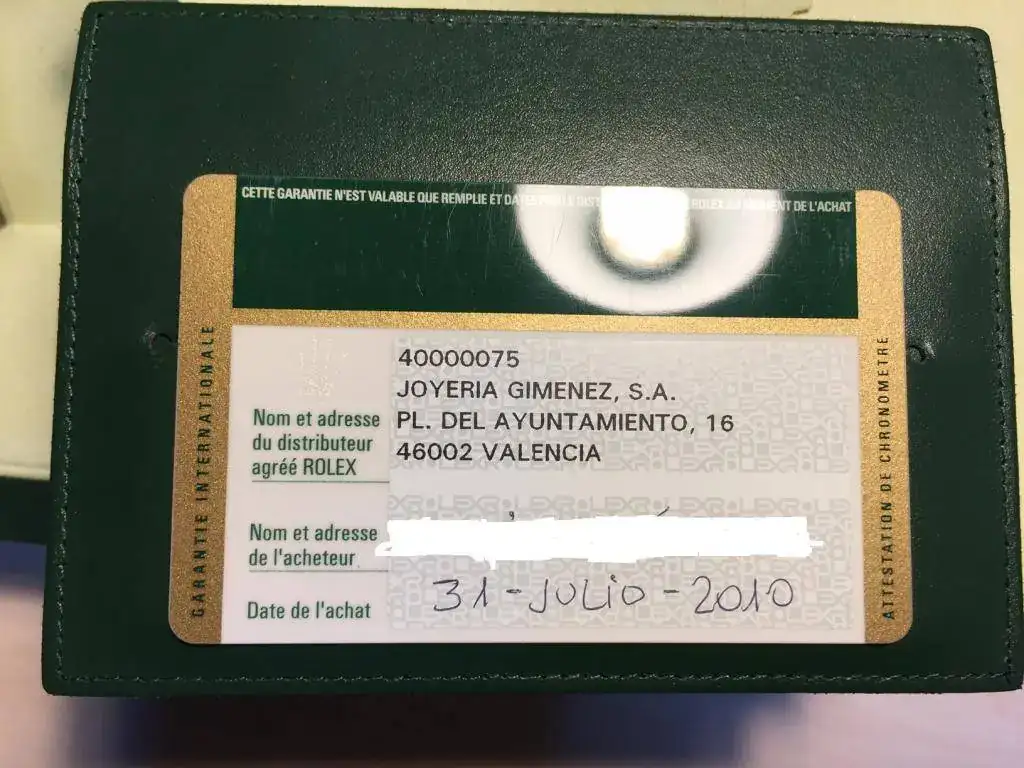 CETTE GARANTIE N'EST VALABLE QUE REMPLIE ET ROLEX DE L'ACHAT
GARANTIE INTERNATIONALE
40000075
JOYERIA GIMENEZ, S.A.
Nom et adresse PL. DEL AYUNTAMIENTO, 16
du distributeur 46002 VALENCIA
agréé ROLEX
Nom et adresse
de l'acheteur
Date de l'achat 31-JULIO-2010
ATTESTATION DE CHRONOMETRE